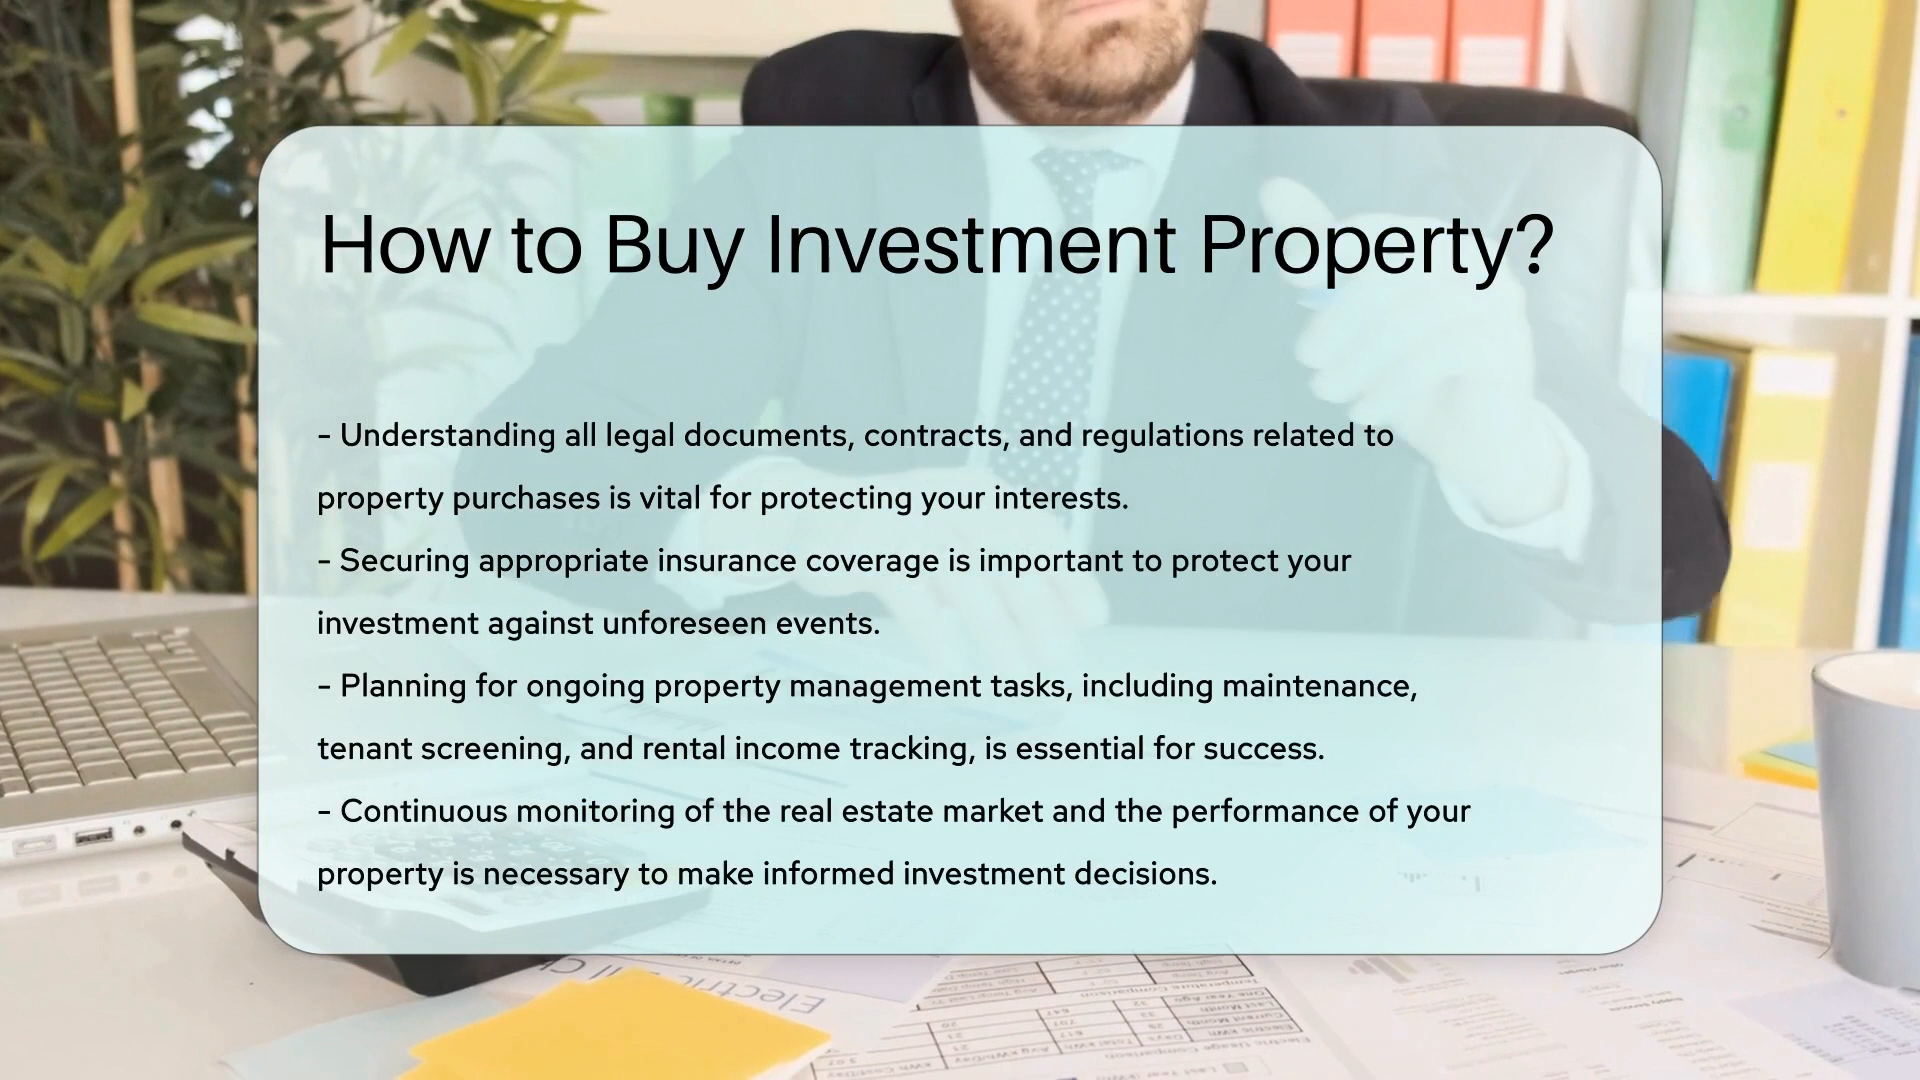 How to Buy Investment Property?
- Understanding all legal documents, contracts, and regulations related to
property purchases is vital for protecting your interests.
- Securing appropriate insurance coverage is important to protect your
investment against unforeseen events.
- Planning for ongoing property management tasks, including maintenance,
tenant screening, and rental income tracking, is essential for success.
- Continuous monitoring of the real estate market and the performance of your
property is necessary to make informed investment decisions.